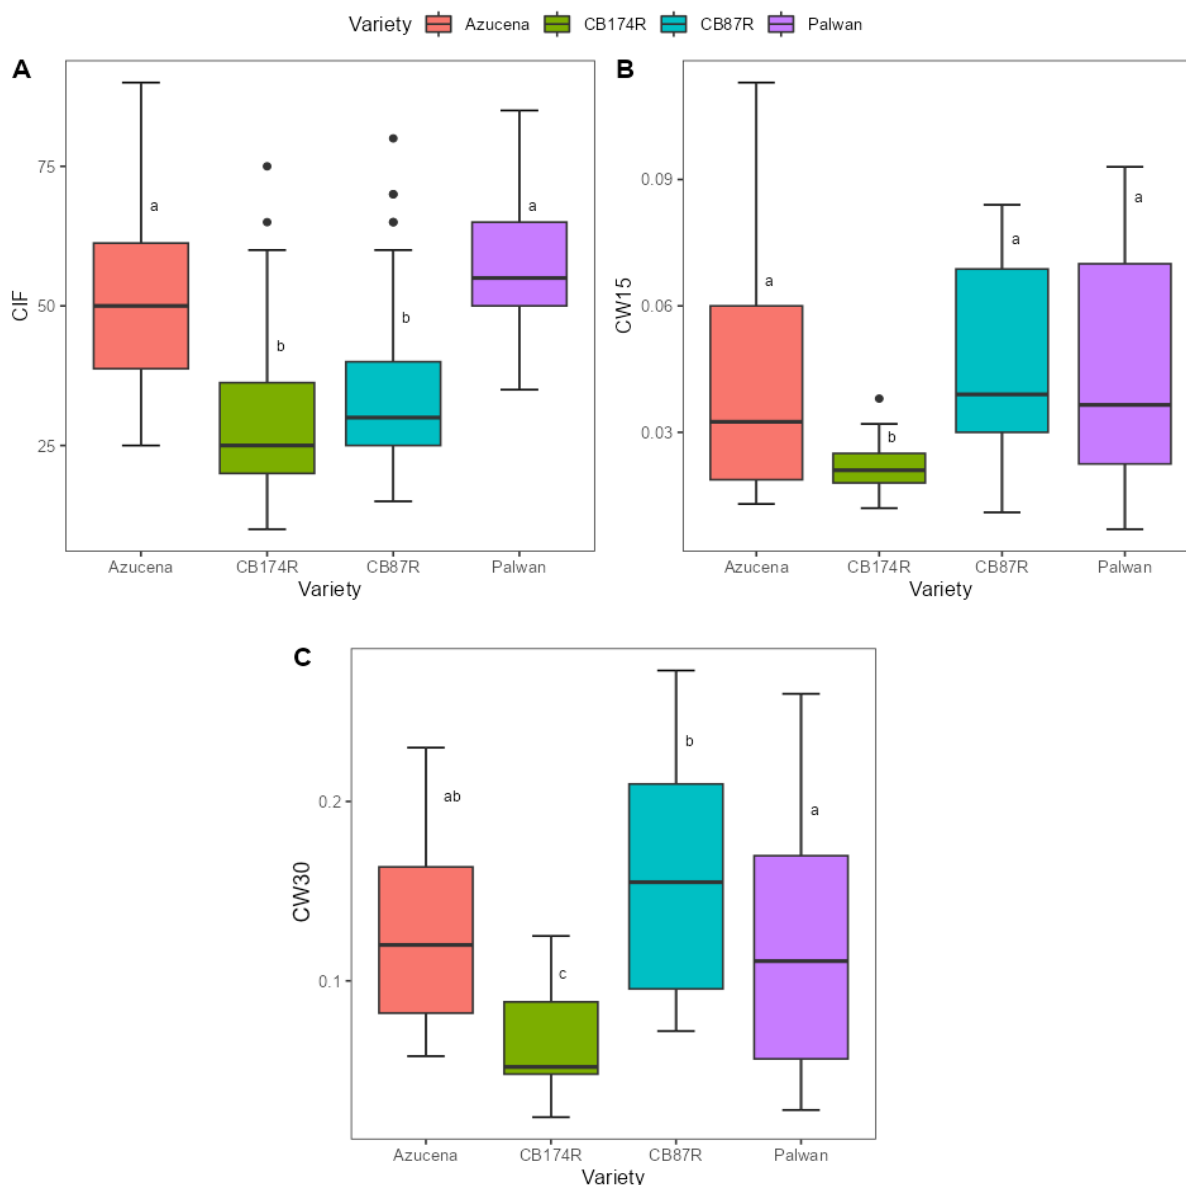 Variety Azucena CB174R CB87R Palwan
A
CIF
75
50
25
a
b
b
a
Azucena CB174R CB87R Palwan
Variety
B
CW15
0.09
0.06
0.03
a
b
a
a
Azucena CB174R CB87R Palwan
Variety
C
CW30
0.2
0.1
ab
c
b
a
Azucena CB174R CB87R Palwan
Variety